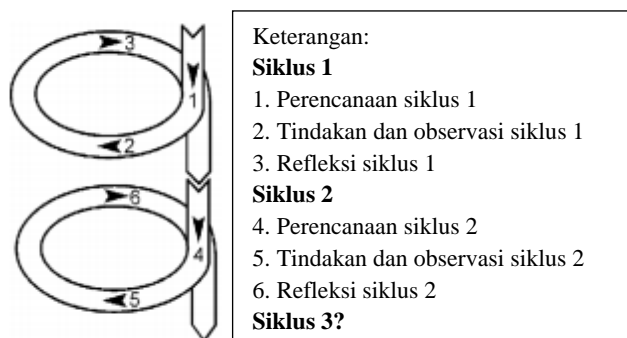 3
1
2
6
4
5
Keterangan:
Siklus 1
1. Perencanaan siklus 1
2. Tindakan dan observasi siklus 1
3. Refleksi siklus 1
Siklus 2
4. Perencanaan siklus 2
5. Tindakan dan observasi siklus 2
6. Refleksi siklus 2
Siklus 3?